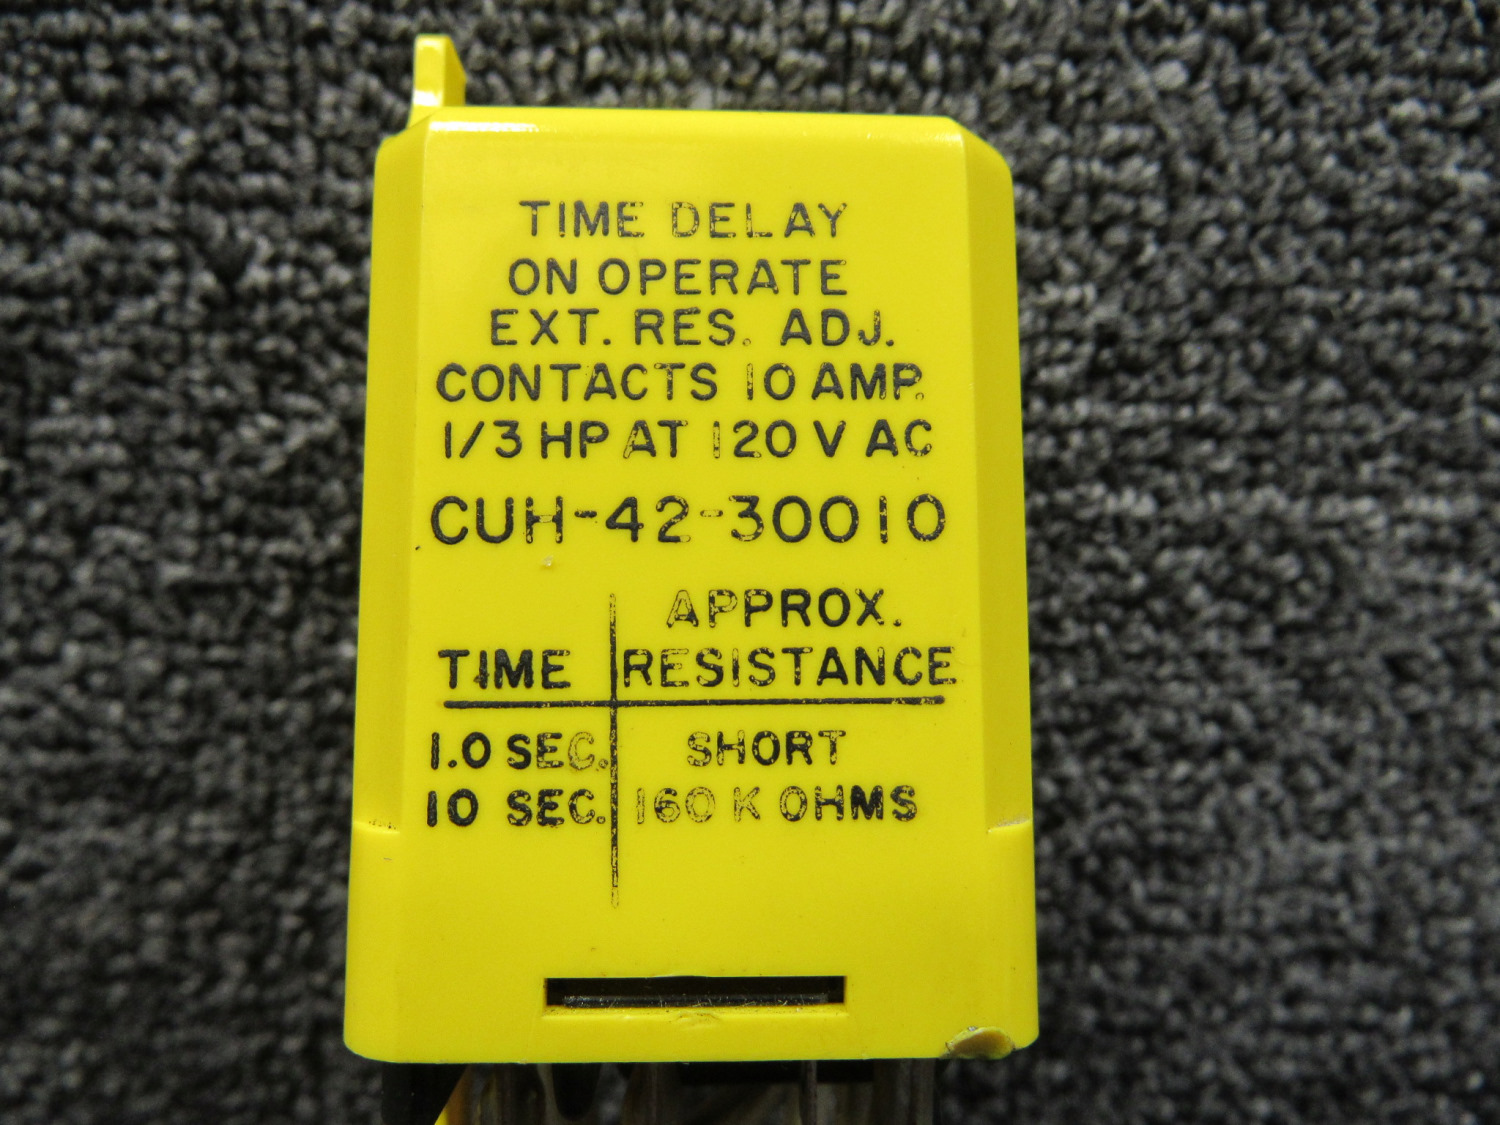 TIME DELAY
ON OPERATE
EXT. RES. ADJ.
CONTACTS 10 AMP.
1/3 HP AT 120 V AC
CUH-42-30010
APPROX.
TIME RESISTANCE
1.0 SEC. SHORT
10 SEC. 160 K OHMS